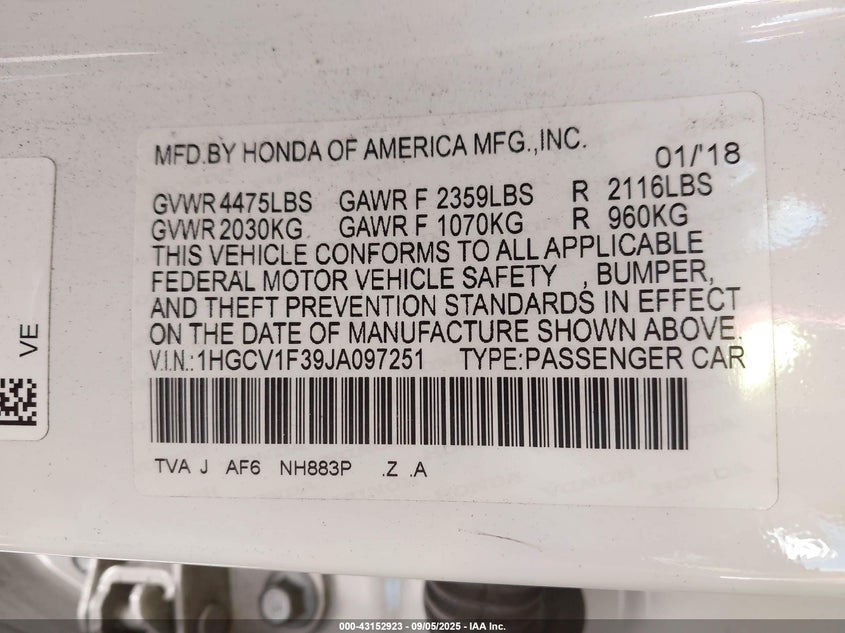 MFD.BY HONDA OF AMERICA MFG.,INC. 01/'18
GVWR 4475LBS GAWR F 2359LBS R 2116LBS
GVWR 2030KG GAWR F 1070KG R 960KG
THIS VEHICLE CONFORMS TO ALL APPLICABLE
FEDERAL MOTOR VEHICLE SAFETY , BUMPER,
AND THEFT PREVENTION STANDARDS IN EFFECT
ON THE DATE OF MANUFACTURE SHOWN ABOVE.
V.I.N.:1HGCV1F39JA097251 TYPE:PASSENGER CAR
TVA J AF6 NH883P .Z .A
VE
000-43152923 - 09/05/2025 - IAA Inc.